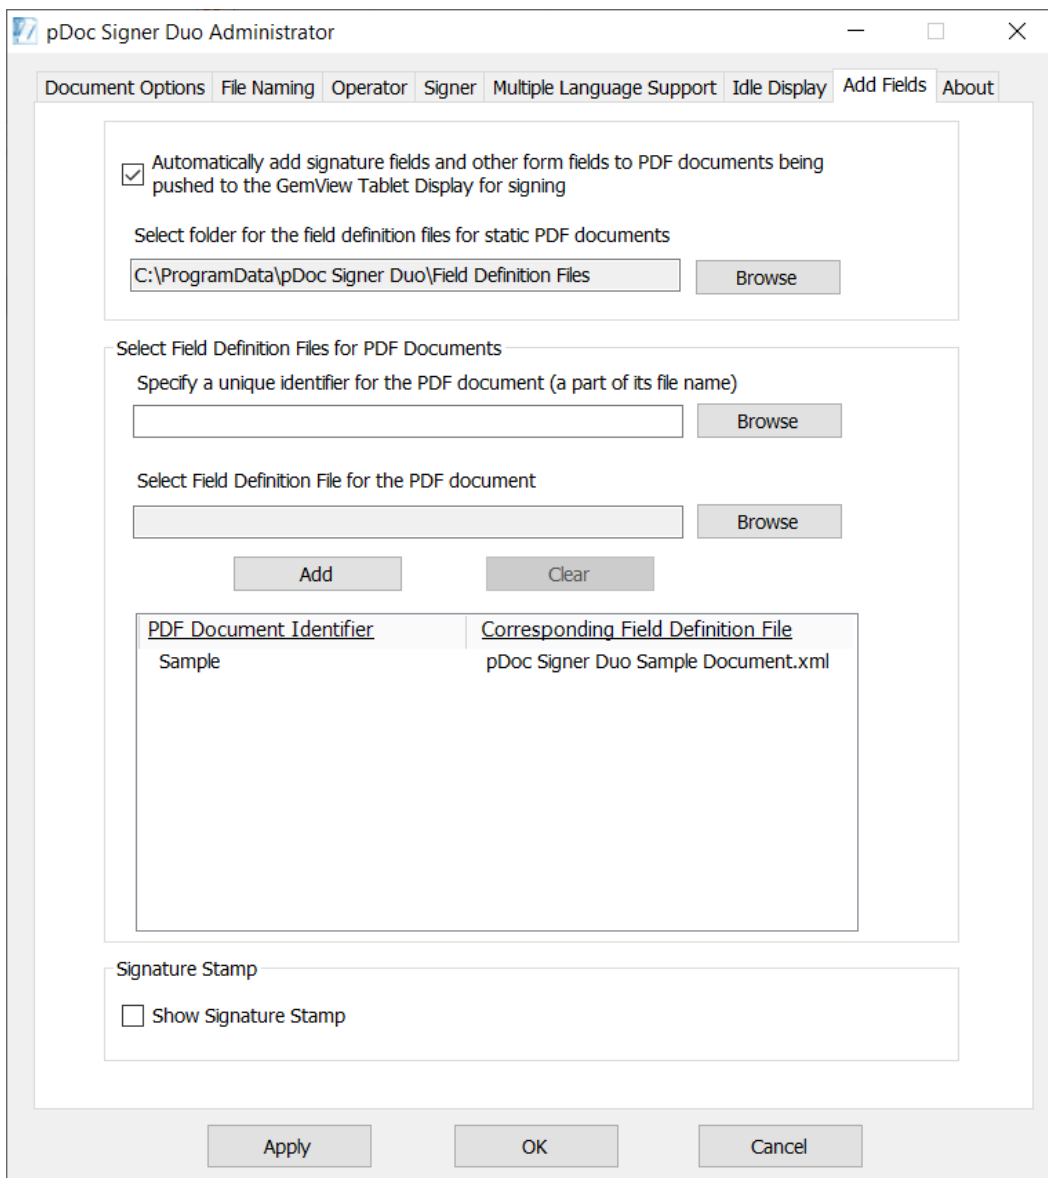 pDoc Signer Duo Administrator
Document Options File Naming Operator Signer Multiple Language Support Idle Display Add Fields About
Automatically add signature fields and other form fields to PDF documents being
pushed to the GemView Tablet Display for signing
Select folder for the field definition files for static PDF documents
C:\ProgramData\pDoc Signer Duo\Field Definition Files Browse
Select Field Definition Files for PDF Documents
Specify a unique identifier for the PDF document (a part of its file name)
Browse
Select Field Definition File for the PDF document
Browse
Add Clear
PDF Document Identifier Corresponding Field Definition File
Sample pDoc Signer Duo Sample Document.xml
Signature Stamp
Show Signature Stamp
Apply OK Cancel